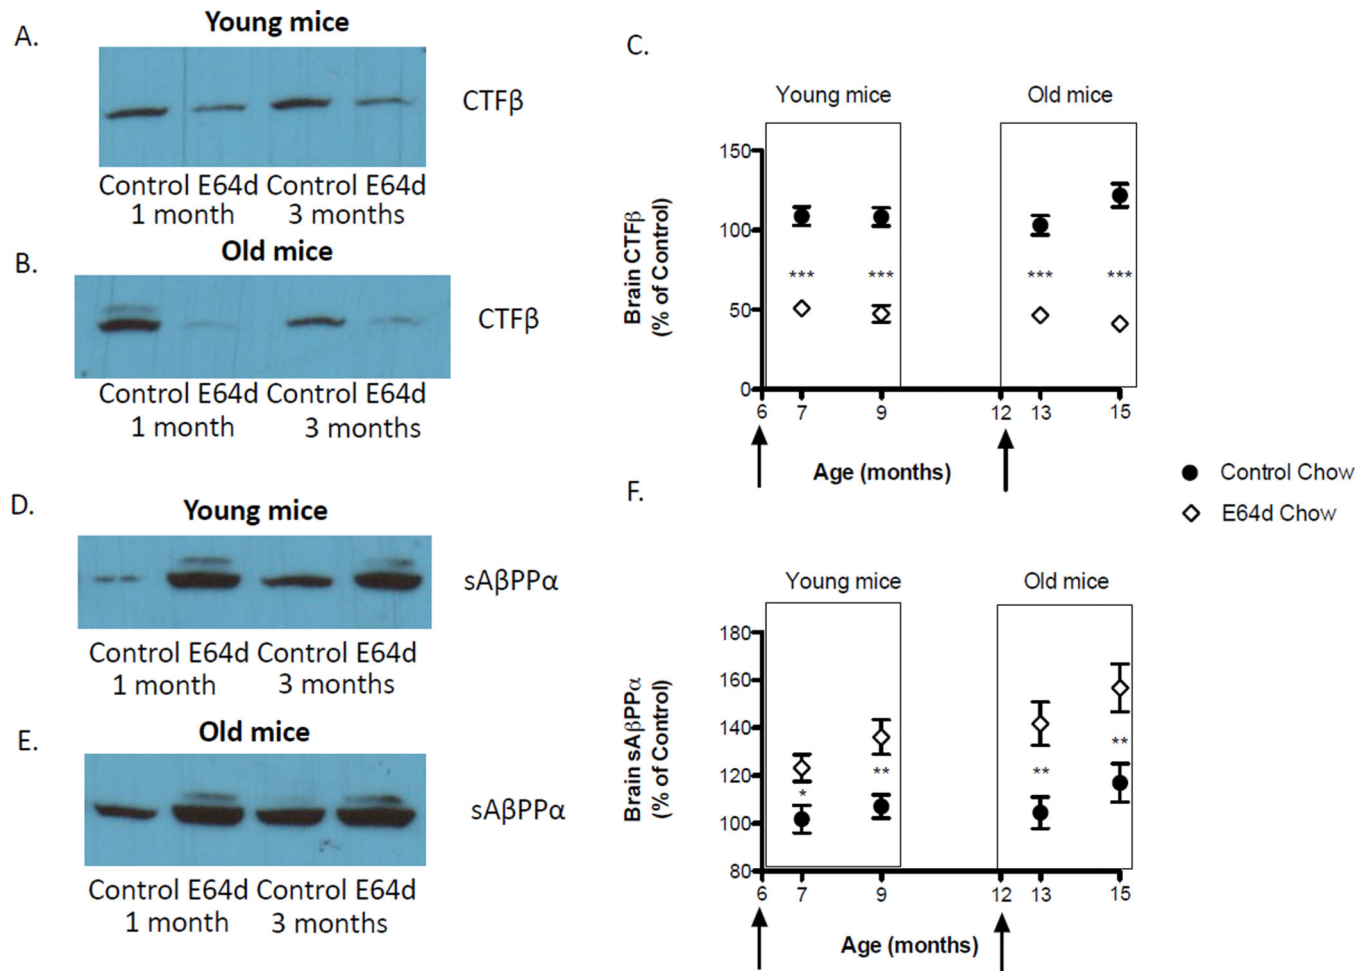 A.
Young mice
CTFβ
Control E64d Control E64d
1 month 3 months
B.
Old mice
CTFβ
Control E64d Control E64d
1 month 3 months
C.
Young mice Old mice
Brain CTFβ
(% of Control)
150
100
50
0
*** *** *** ***
6 7 9 12 13 15
Age (months)
Control Chow
E64d Chow
D.
Young mice
sAβPPα
Control E64d Control E64d
1 month 3 months
E.
Old mice
sAβPPα
Control E64d Control E64d
1 month 3 months
F.
Young mice Old mice
Brain sAβPPα
(% of Control)
180
160
140
120
100
80
* ** ** **
6 7 9 12 13 15
Age (months)